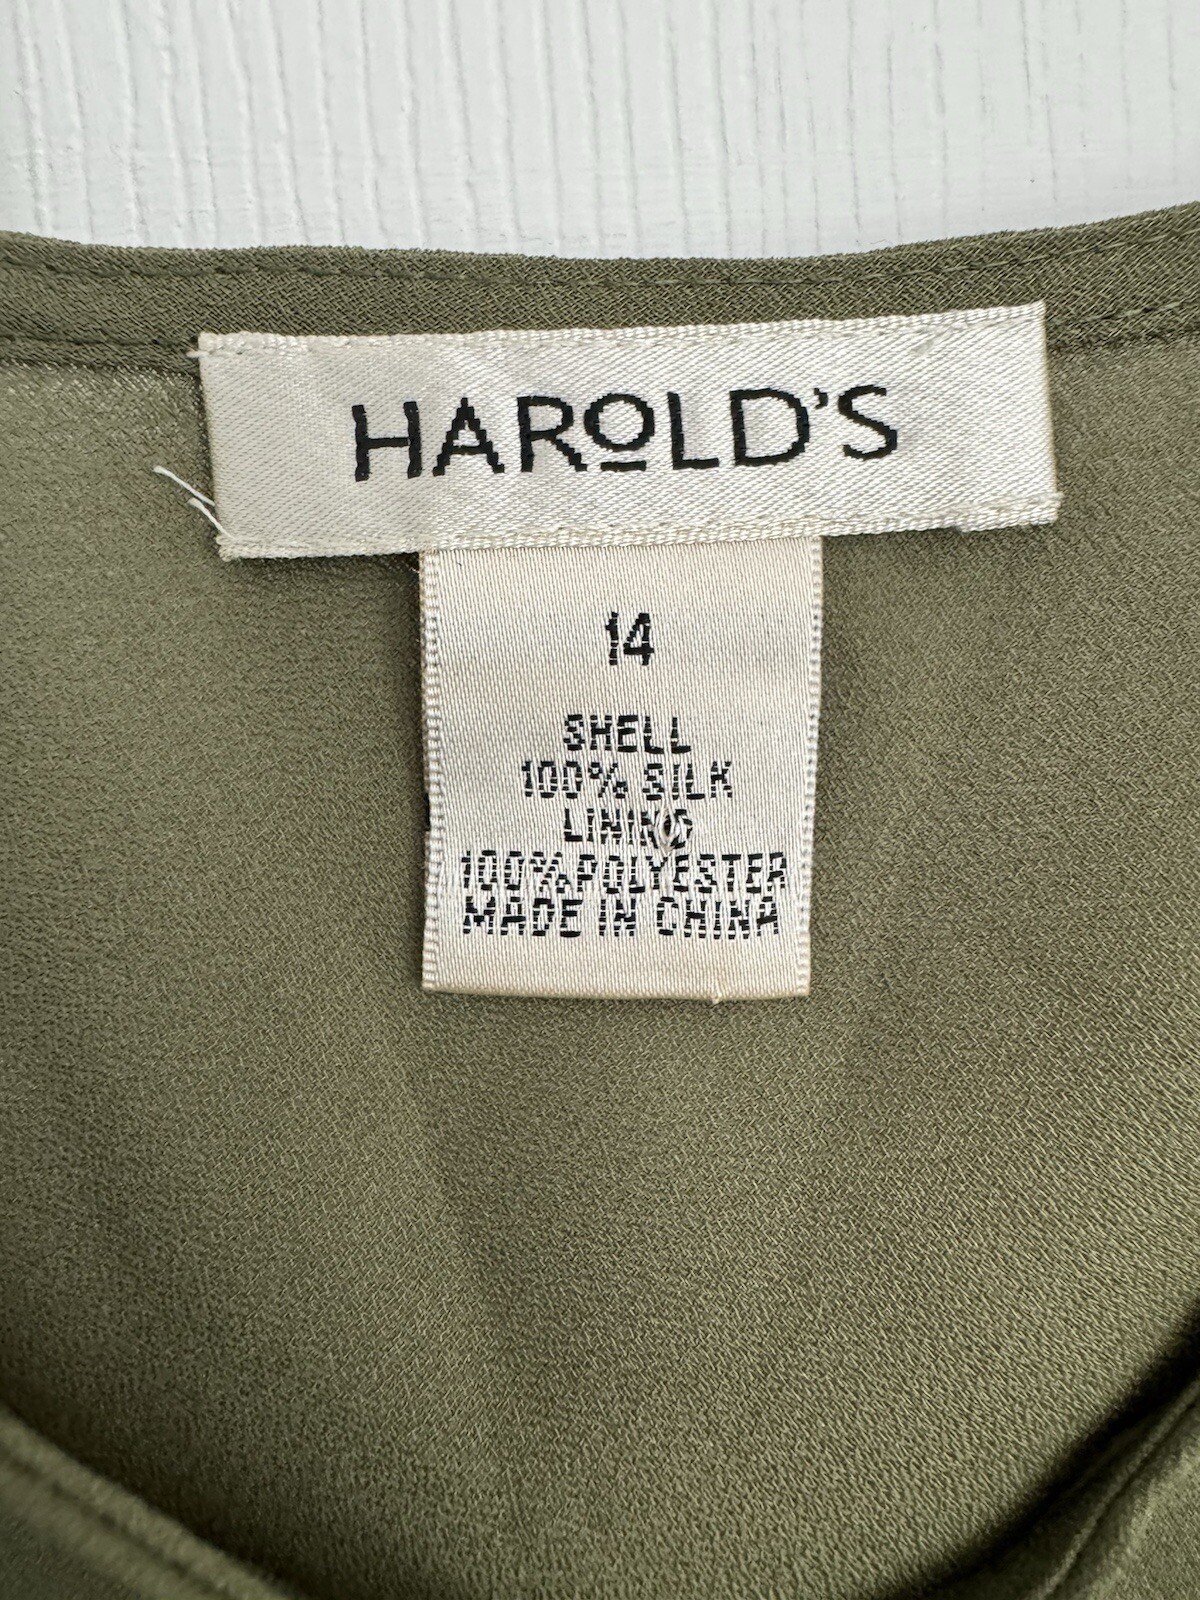 HAROLD'S
14
SHELL
100% SILK
LINING
100% POLYESTER
MADE IN CHINA